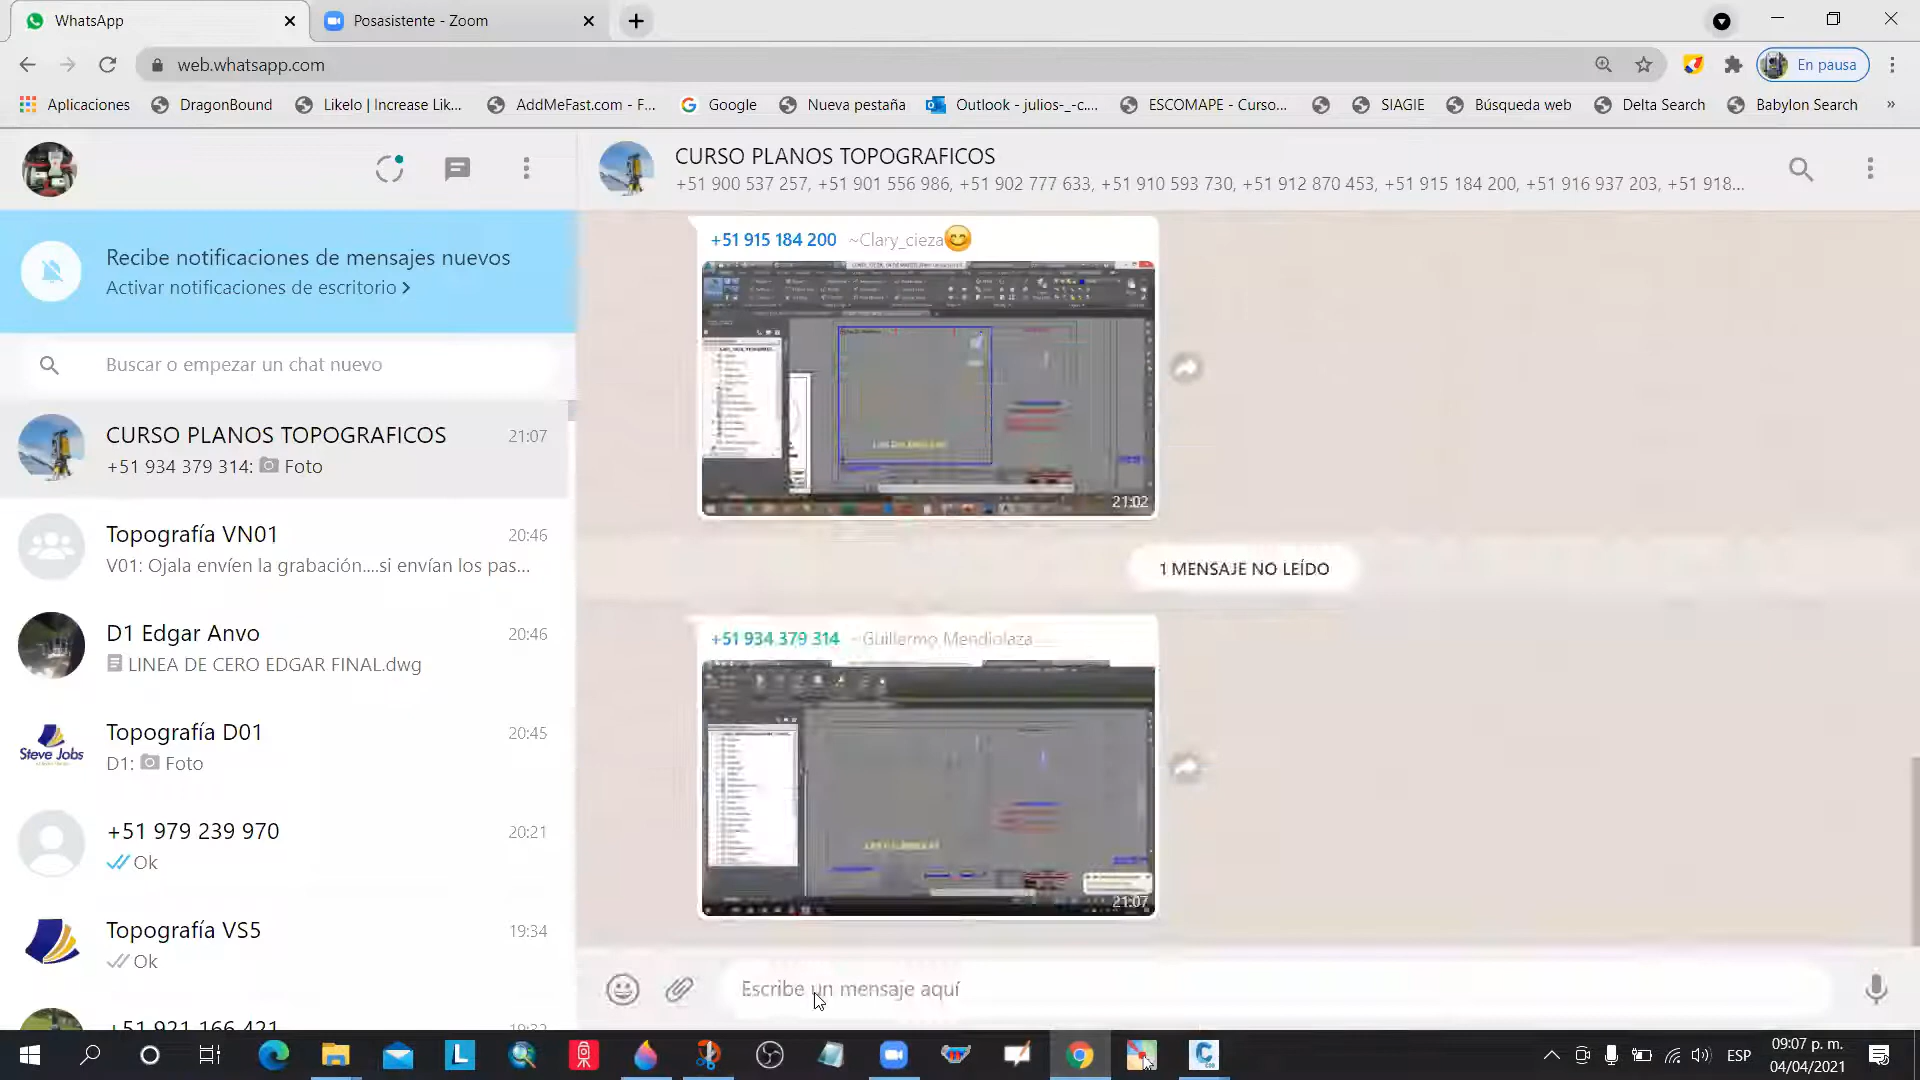 WhatsApp
Posasistente - Zoom
web.whatsapp.com
En pausa
Aplicaciones
DragonBound
Likelo | Increase Lik...
AddMeFast.com - F...
Google
Nueva pestaña
Outlook - julios-_-c....
ESCOMAPE - Curso...
SIAGIE
Búsqueda web
Delta Search
Babylon Search
»
CURSO PLANOS TOPOGRAFICOS
+51 900 537 257, +51 901 556 986, +51 902 777 633, +51 910 593 730, +51 912 870 453, +51 915 184 200, +51 916 937 203, +51 918...
Recibe notificaciones de mensajes nuevos
Activar notificaciones de escritorio >
Buscar o empezar un chat nuevo
CURSO PLANOS TOPOGRAFICOS 21:07
+51 934 379 314: Foto
Topografía VN01 20:46
V01: Ojala envíen la grabación....si envían los pas...
D1 Edgar Anvo 20:46
LINEA DE CERO EDGAR FINAL.dwg
Topografía D01 20:45
D1: Foto
Steve Jobs
+51 979 239 970 20:21
Ok
Topografía VS5 19:34
Ok
+51 921 166 421 19:32
+51 915 184 200 ~Clary_cieza😊
21:02
1 MENSAJE NO LEÍDO
+51 934 379 314 ~Guillermo Mendiolaza
21:07
Escribe un mensaje aquí
ESP
09:07 p. m.
04/04/2021